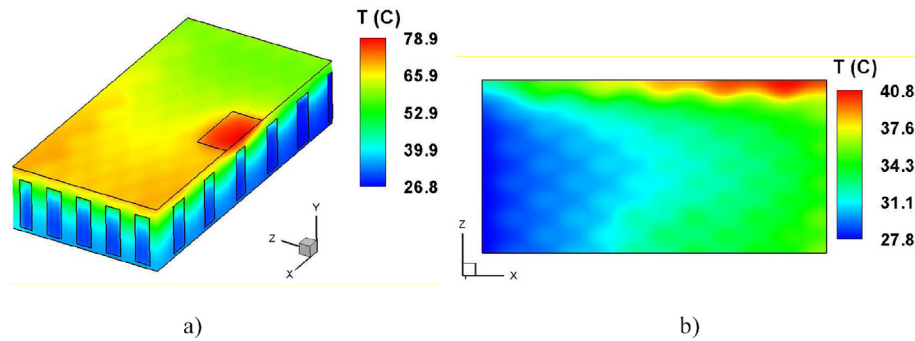 T (C)
78.9
65.9
52.9
39.9
26.8
Y
Z
X
a)
T (C)
40.8
37.6
34.3
31.1
27.8
Z
X
b)